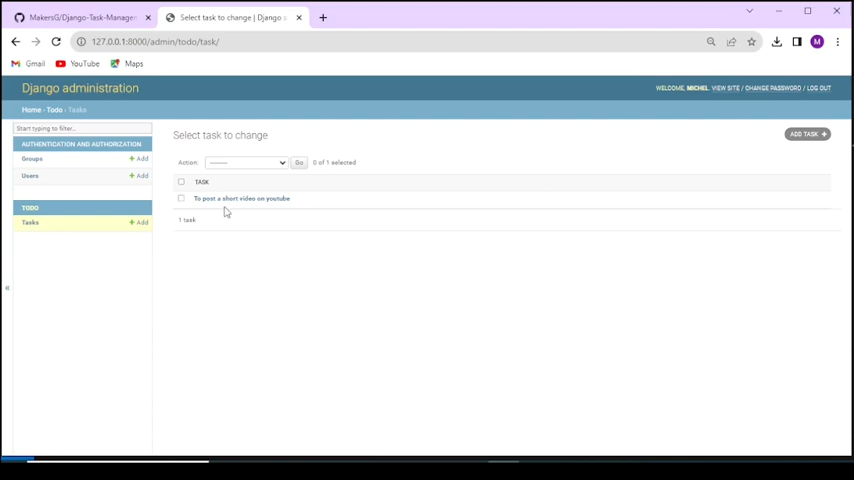 MakersG/Django-Task-Manager
Select task to change | Django s
127.0.0.1:8000/admin/todo/task/
M
Gmail
YouTube
Maps
Django administration
WELCOME, MICHEL. VIEW SITE / CHANGE PASSWORD / LOG OUT
Home › Todo › Tasks
Start typing to filter...
AUTHENTICATION AND AUTHORIZATION
Groups + Add
Users + Add
TODO
Tasks + Add
«
Select task to change
ADD TASK +
Action: --------- Go 0 of 1 selected
TASK
To post a short video on youtube
1 task